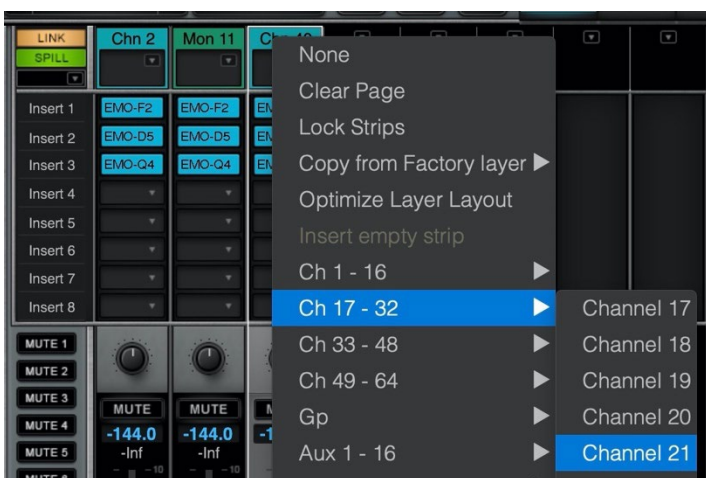 LINK
SPILL
Chn 2
Mon 11
Insert 1
Insert 2
Insert 3
Insert 4
Insert 5
Insert 6
Insert 7
Insert 8
EMO-F2
EMO-D5
EMO-Q4
EMO-F2
EMO-D5
EMO-Q4
MUTE 1
MUTE 2
MUTE 3
MUTE 4
MUTE 5
MUTE
-144.0
-Inf
-10
MUTE
-144.0
-Inf
-10
None
Clear Page
Lock Strips
Copy from Factory layer
Optimize Layer Layout
Insert empty strip
Ch 1 - 16
Ch 17 - 32
Ch 33 - 48
Ch 49 - 64
Gp
Aux 1 - 16
Channel 17
Channel 18
Channel 19
Channel 20
Channel 21